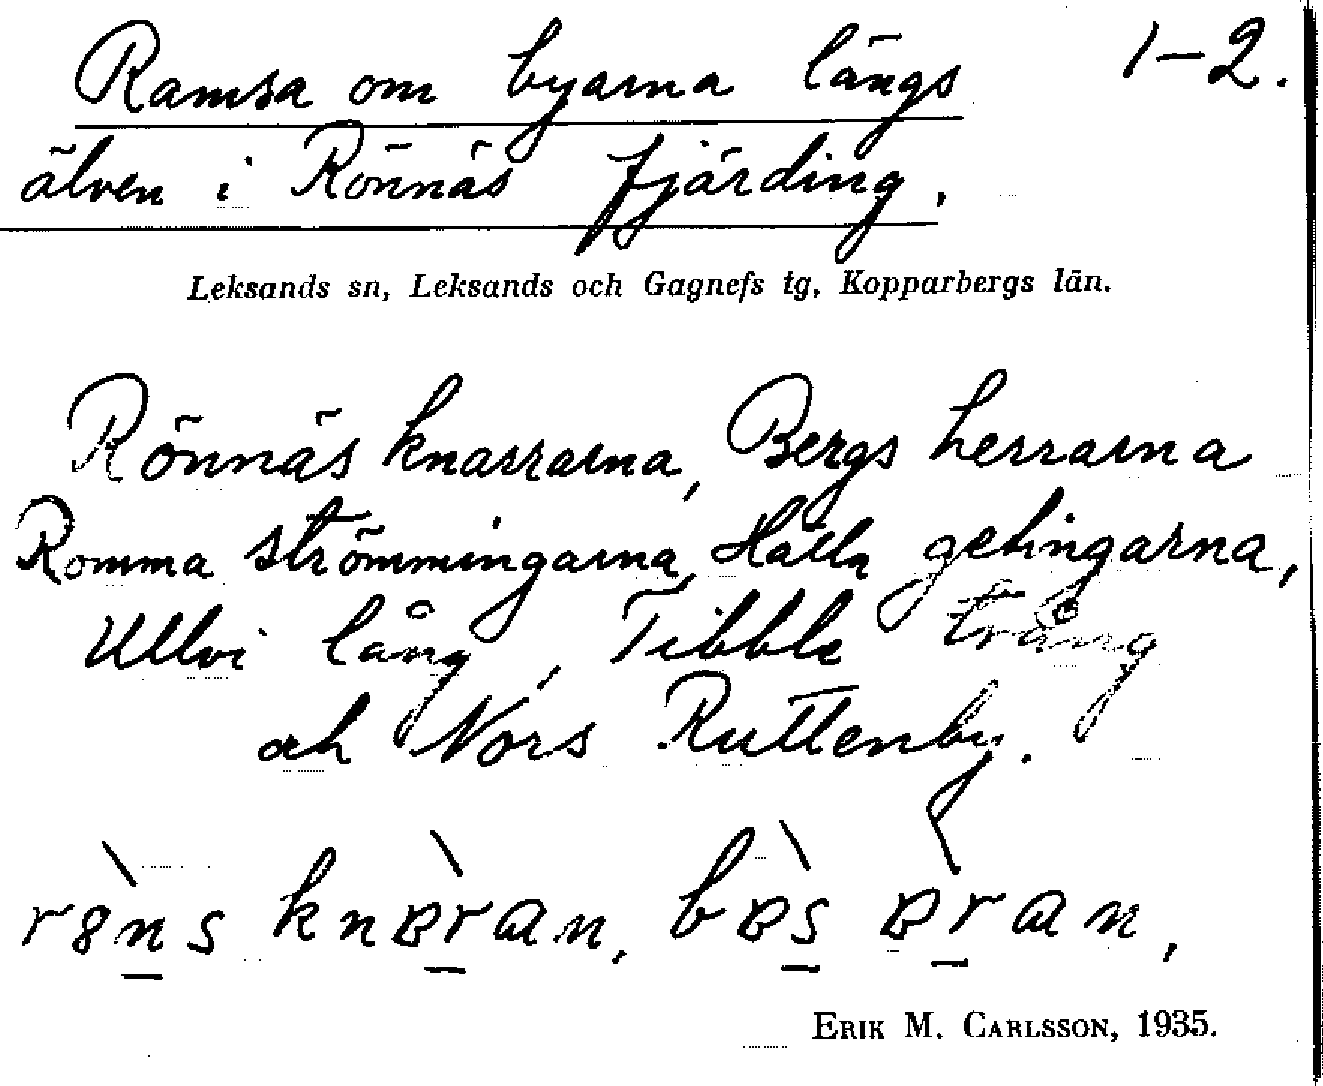 Ramsa om byarna längs 1-2.
älven i Rönnäs fjärding.
Leksands sn, Leksands och Gagnefs tg, Kopparbergs län.
Rönnäs knarrarna, Bergs herrarna
Romma strömmingarna, Hälla getingarna,
Ullvi lång, Tibble trång
och Nors Ruttenby.
ERIK M. CARLSSON, 1935.